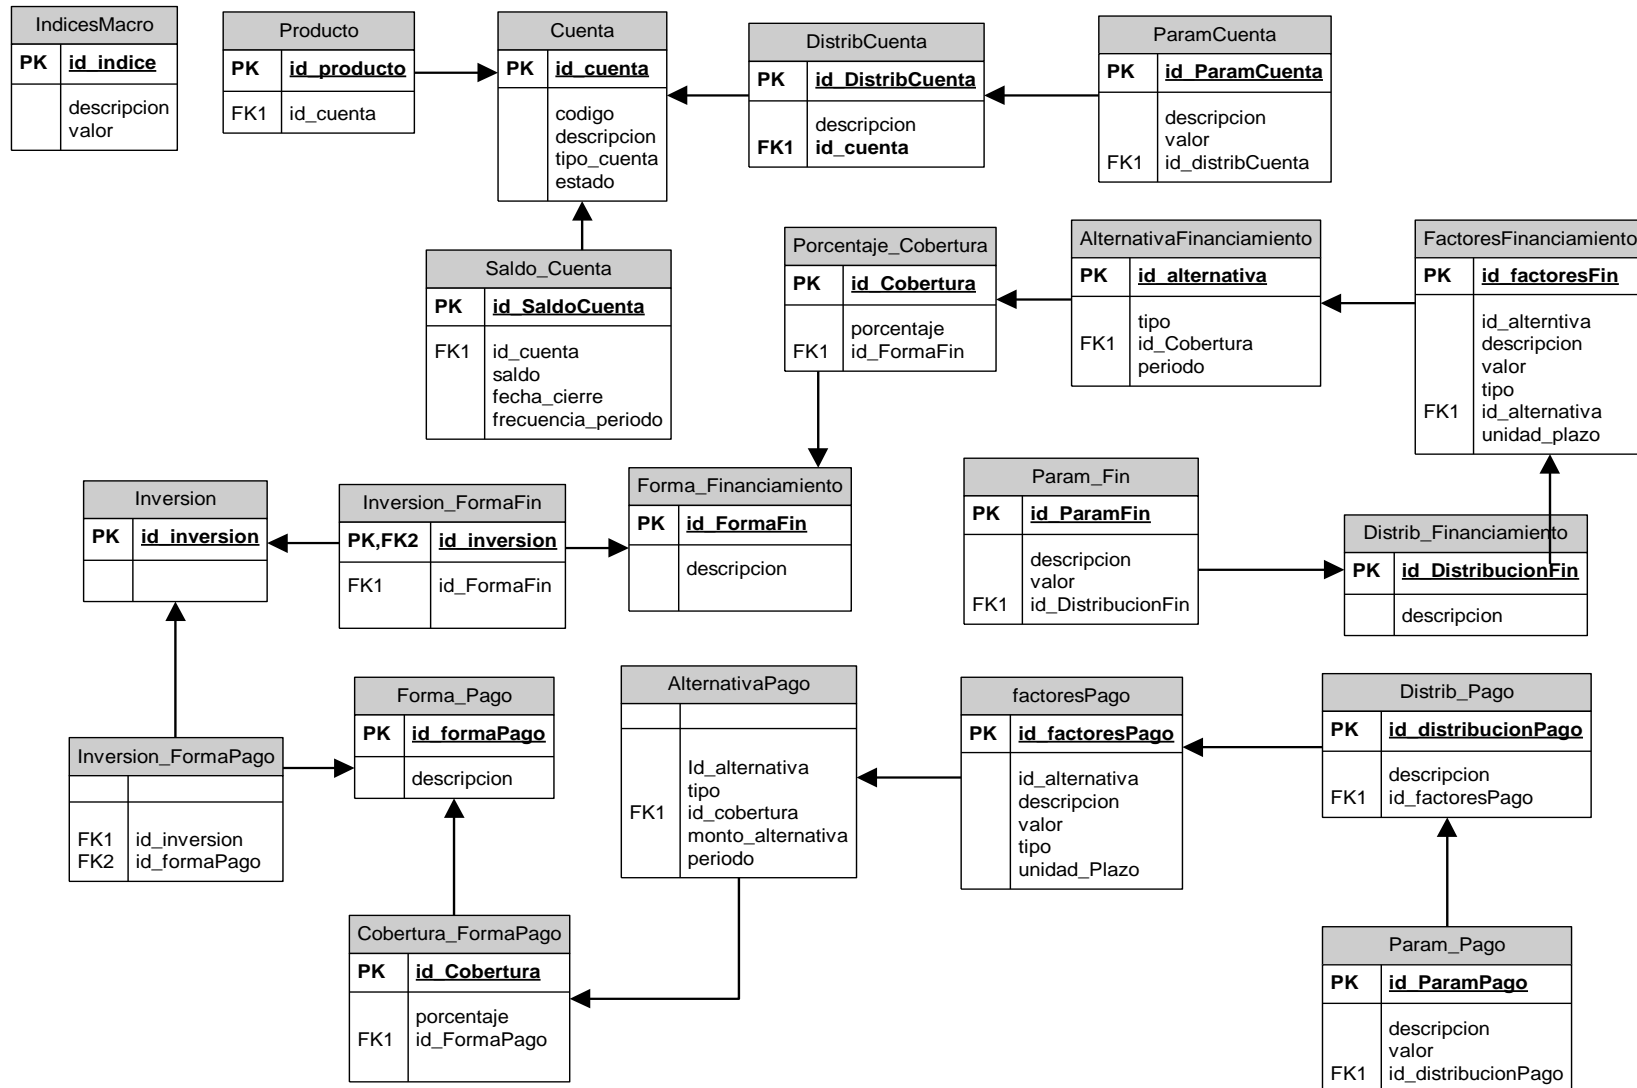 IndicesMacro
PK id_indice
descripcion
valor
Producto
PK id_producto
FK1 id_cuenta
Cuenta
PK id_cuenta
codigo
descripcion
tipo_cuenta
estado
DistribCuenta
PK id_DistribCuenta
descripcion
FK1 id_cuenta
ParamCuenta
PK id_ParamCuenta
descripcion
valor
FK1 id_distribCuenta
Saldo_Cuenta
PK id_SaldoCuenta
FK1 id_cuenta
saldo
fecha_cierre
frecuencia_periodo
Porcentaje_Cobertura
PK id_Cobertura
porcentaje
FK1 id_FormaFin
AlternativaFinanciamiento
PK id_alternativa
tipo
FK1 id_Cobertura
periodo
FactoresFinanciamiento
PK id_factoresFin
id_alterntiva
descripcion
valor
tipo
FK1 id_alternativa
unidad_plazo
Inversion
PK id_inversion
Inversion_FormaFin
PK,FK2 id_inversion
FK1 id_FormaFin
Forma_Financiamiento
PK id_FormaFin
descripcion
Param_Fin
PK id_ParamFin
descripcion
valor
FK1 id_DistribucionFin
Distrib_Financiamiento
PK id_DistribucionFin
descripcion
Inversion_FormaPago
FK1 id_inversion
FK2 id_formaPago
Forma_Pago
PK id_formaPago
descripcion
AlternativaPago
Id_alternativa
tipo
FK1 id_cobertura
monto_alternativa
periodo
factoresPago
PK id_factoresPago
id_alternativa
descripcion
valor
tipo
unidad_Plazo
Distrib_Pago
PK id_distribucionPago
descripcion
FK1 id_factoresPago
Cobertura_FormaPago
PK id_Cobertura
porcentaje
FK1 id_FormaPago
Param_Pago
PK id_ParamPago
descripcion
valor
FK1 id_distribucionPago